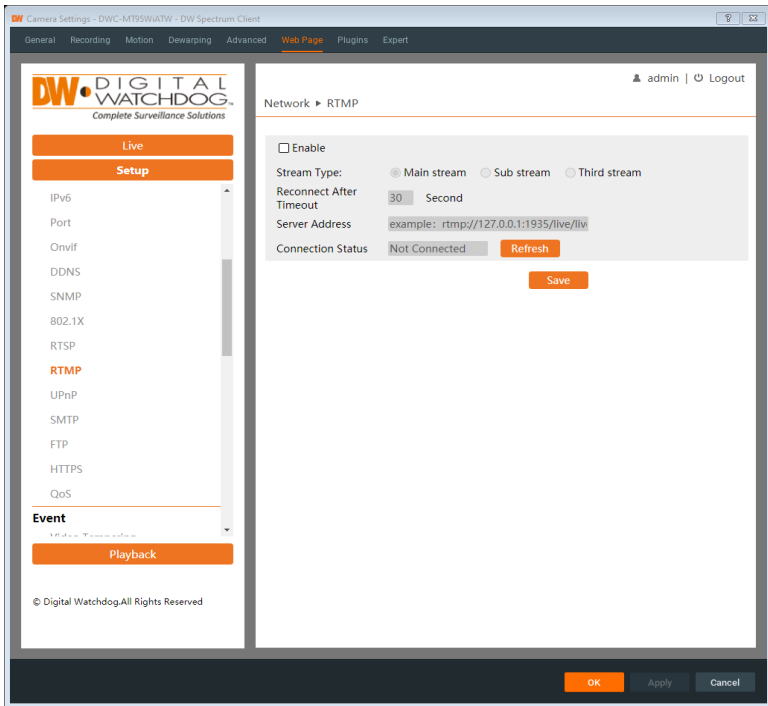 DW Camera Settings - DWC-MT95WiATW - DW Spectrum Client
General Recording Motion Dewarping Advanced Web Page Plugins Expert
DW DIGITAL
WATCHDOG
Complete Surveillance Solutions
Live
Setup
IPv6
Port
Onvif
DDNS
SNMP
802.1X
RTSP
RTMP
UPnP
SMTP
FTP
HTTPS
QoS
Event
Video Tampering
Playback
© Digital Watchdog.All Rights Reserved
admin | Logout
Network ▶ RTMP
Enable
Stream Type: Main stream Sub stream Third stream
Reconnect After
Timeout 30 Second
Server Address example: rtmp://127.0.0.1:1935/live/liv
Connection Status Not Connected Refresh
Save
OK Apply Cancel